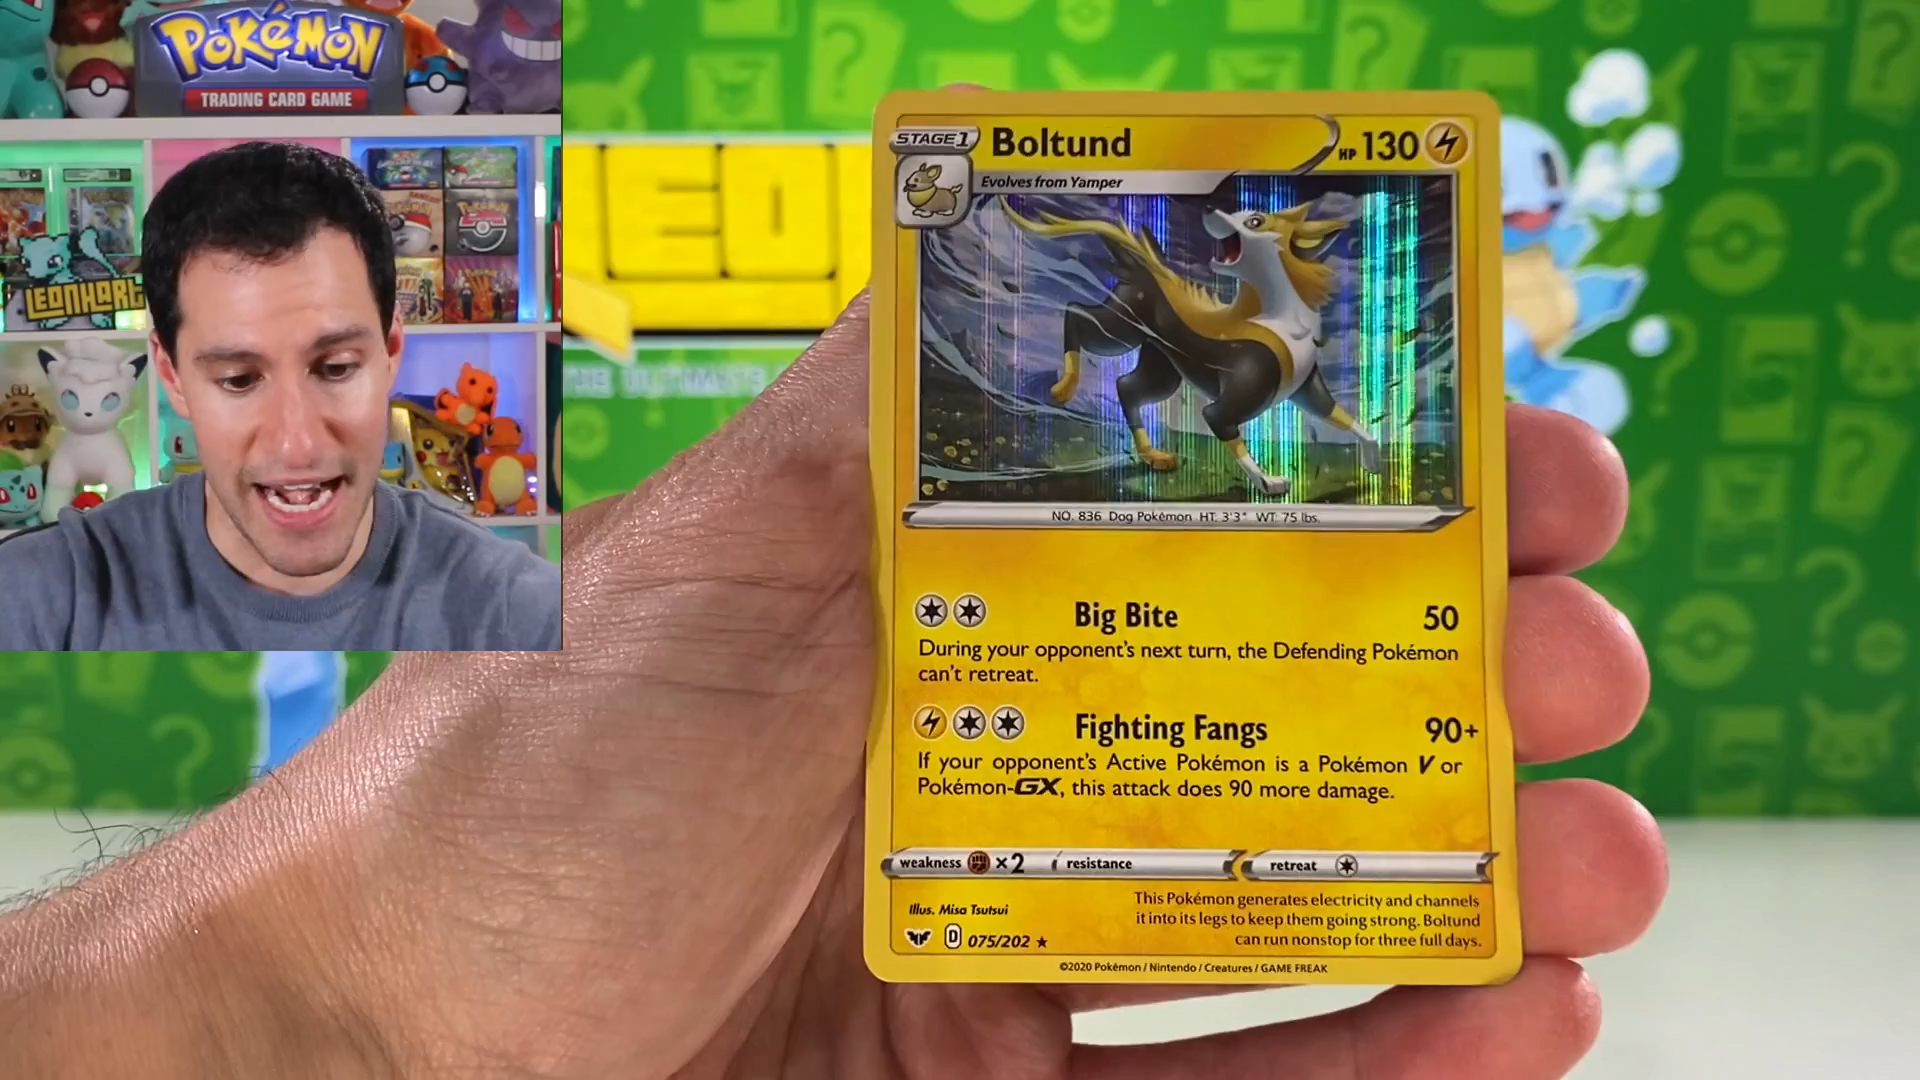 POKÉMON
TRADING CARD GAME
LEONHART
STAGE 1
Boltund
HP 130
Evolves from Yamper
NO. 836 Dog Pokémon HT: 3'3" WT: 75 lbs.
Big Bite 50
During your opponent's next turn, the Defending Pokémon
can't retreat.
Fighting Fangs 90+
If your opponent's Active Pokémon is a Pokémon V or
Pokémon-GX, this attack does 90 more damage.
weakness ×2 resistance retreat
Illus. Misa Tsutsui
This Pokémon generates electricity and channels
it into its legs to keep them going strong. Boltund
can run nonstop for three full days.
D 075/202
©2020 Pokémon / Nintendo / Creatures / GAME FREAK
LEO
THE ULTIMATE